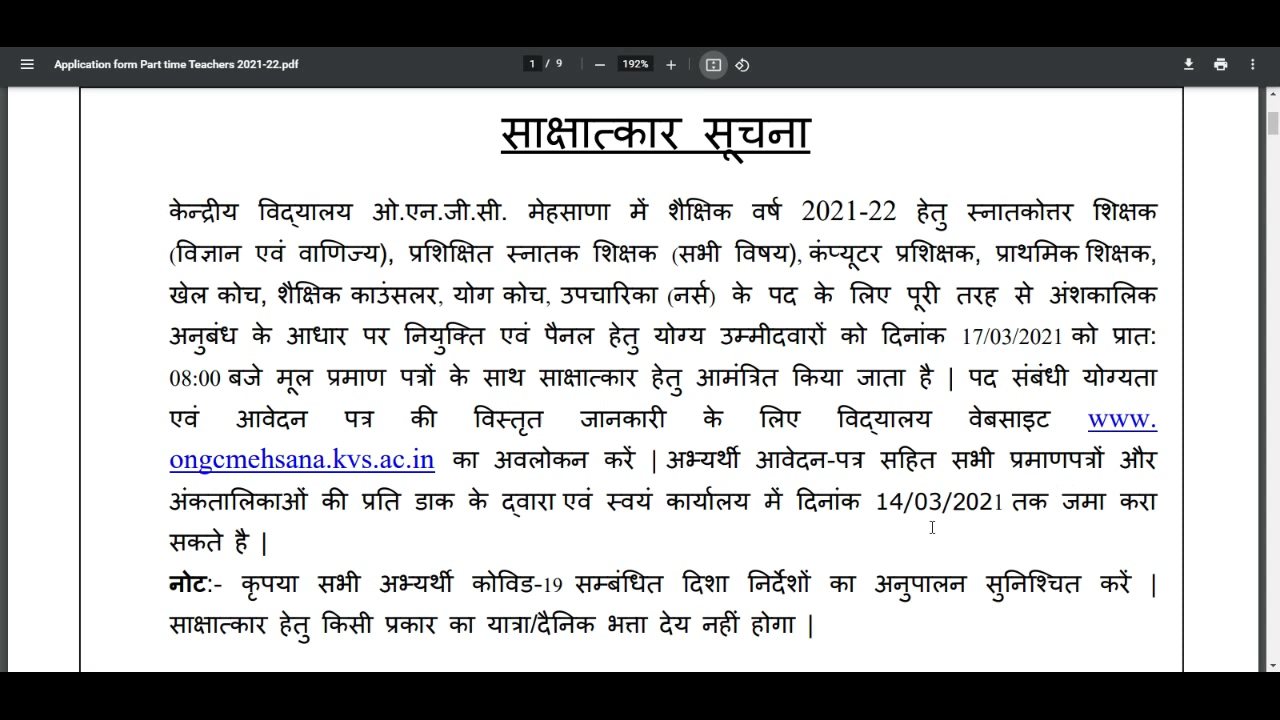 Application form Part time Teachers 2021-22.pdf
1 / 9
192%
साक्षात्कार सूचना
केन्द्रीय विद्यालय ओ.एन.जी.सी. मेहसाणा में शैक्षिक वर्ष 2021-22 हेतु स्नातकोत्तर शिक्षक
(विज्ञान एवं वाणिज्य), प्रशिक्षित स्नातक शिक्षक (सभी विषय), कंप्यूटर प्रशिक्षक, प्राथमिक शिक्षक,
खेल कोच, शैक्षिक काउंसलर, योग कोच, उपचारिका (नर्स) के पद के लिए पूरी तरह से अंशकालिक
अनुबंध के आधार पर नियुक्ति एवं पैनल हेतु योग्य उम्मीदवारों को दिनांक 17/03/2021 को प्रात:
08:00 बजे मूल प्रमाण पत्रों के साथ साक्षात्कार हेतु आमंत्रित किया जाता है | पद संबंधी योग्यता
एवं आवेदन पत्र की विस्तृत जानकारी के लिए विद्यालय वेबसाइट www.
ongcmehsana.kvs.ac.in का अवलोकन करें | अभ्यर्थी आवेदन-पत्र सहित सभी प्रमाणपत्रों और
अंकतालिकाओं की प्रति डाक के द्वारा एवं स्वयं कार्यालय में दिनांक 14/03/2021 तक जमा करा
सकते है |
नोट:- कृपया सभी अभ्यर्थी कोविड-19 सम्बंधित दिशा निर्देशों का अनुपालन सुनिश्चित करें |
साक्षात्कार हेतु किसी प्रकार का यात्रा/दैनिक भत्ता देय नहीं होगा |